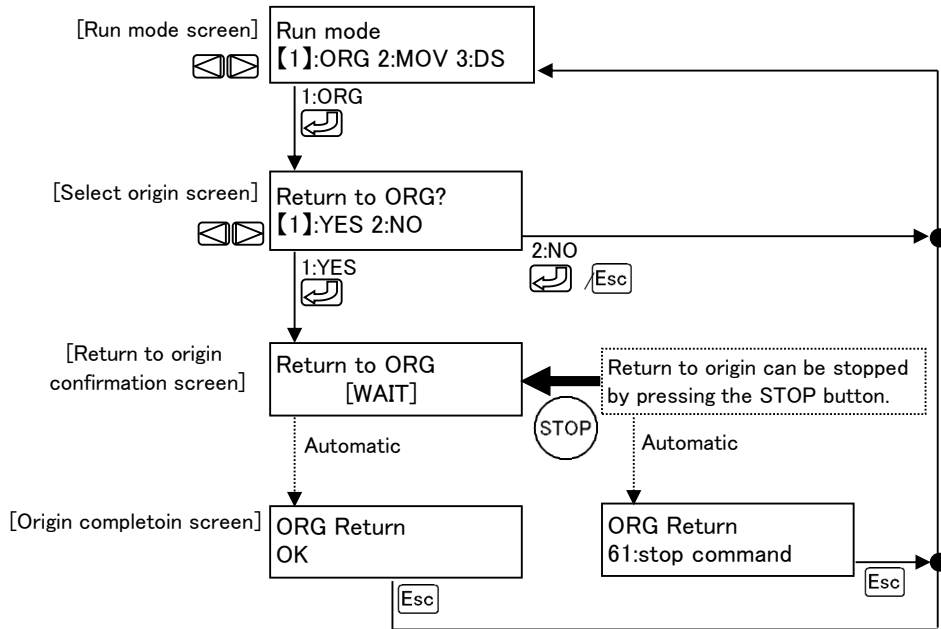 [Run mode screen]
Run mode
【1】:ORG 2:MOV 3:DS
1:ORG
[Select origin screen]
Return to ORG?
【1】:YES 2:NO
1:YES
2:NO
/Esc
[Return to origin
confirmation screen]
Return to ORG
[WAIT]
STOP
Return to origin can be stopped
by pressing the STOP button.
Automatic
Automatic
[Origin completoin screen]
ORG Return
OK
Esc
ORG Return
61:stop command
Esc